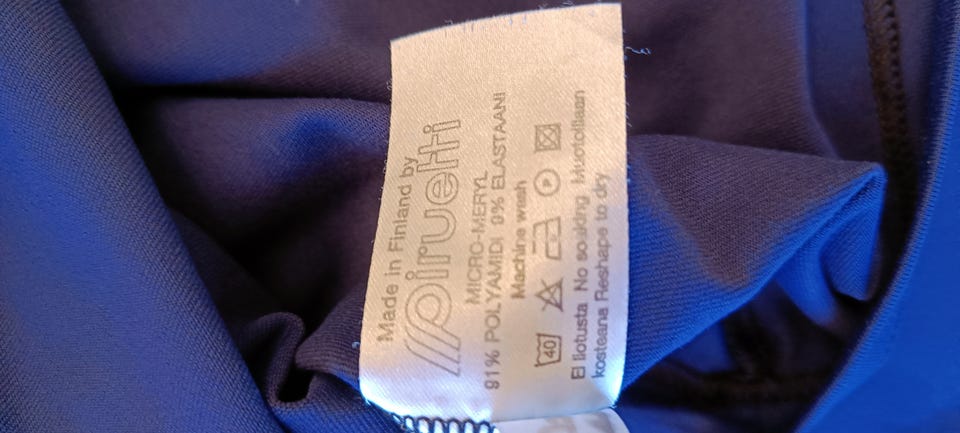 Made in Finland by
piruetti
MICRO-MERYL
91% POLYAMIDI 9% ELASTAANI
Machine wash
40 P
Ei liotusta No soaking Muotoillaan
kosteana Reshape to dry